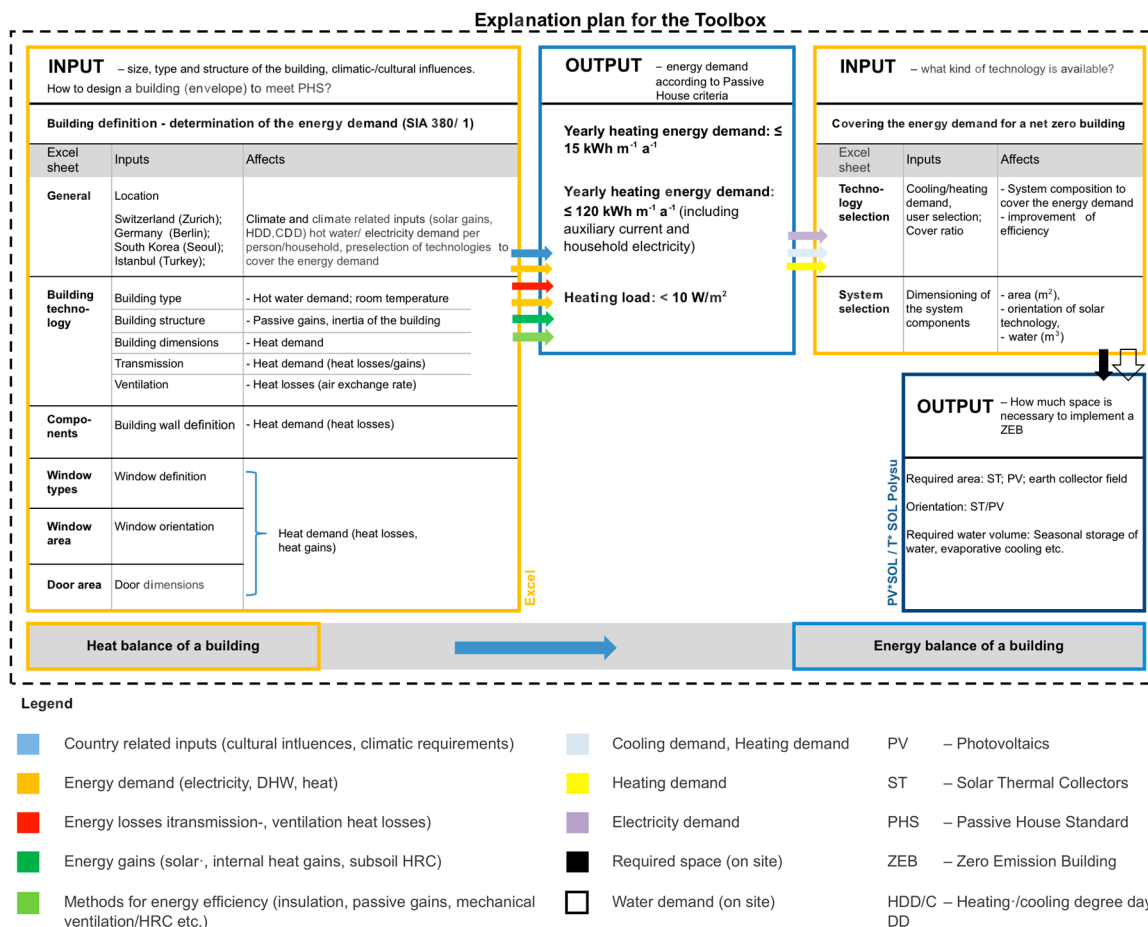 Explanation plan for the Toolbox
INPUT – size, type and structure of the building, climatic-/cultural influences.
How to design a building (envelope) to meet PHS?
Building definition - determination of the energy demand (SIA 380/ 1)
Excel sheet
Inputs
Affects
General
Location
Switzerland (Zurich);
Germany (Berlin);
South Korea (Seoul);
Istanbul (Turkey);
Climate and climate related inputs (solar gains,
HDD,CDD) hot water/ electricity demand per
person/household, preselection of technologies to
cover the energy demand
Building
techno-
logy
Building type
- Hot water demand; room temperature
Building structure
- Passive gains, inertia of the building
Building dimensions
- Heat demand
Transmission
- Heat demand (heat losses/gains)
Ventilation
- Heat losses (air exchange rate)
Compo-
nents
Building wall definition
- Heat demand (heat losses)
Window
types
Window definition
Window
area
Window orientation
Door area
Door dimensions
Heat demand (heat losses,
heat gains)
Excel
OUTPUT – energy demand
according to Passive
House criteria
Yearly heating energy demand: ≤
15 kWh m⁻¹ a⁻¹
Yearly heating energy demand:
≤ 120 kWh m⁻¹ a⁻¹ (including
auxiliary current and
household electricity)
Heating load: < 10 W/m²
INPUT – what kind of technology is available?
Covering the energy demand for a net zero building
Excel
sheet
Inputs
Affects
Techno-
logy
selection
Cooling/heating
demand,
user selection;
Cover ratio
- System composition to
cover the energy demand
- improvement of
efficiency
System
selection
Dimensioning of
the system
components
- area (m²),
- orientation of solar
technology,
- water (m³)
OUTPUT – How much space is
necessary to implement a
ZEB
Required area: ST; PV; earth collector field
Orientation: ST/PV
Required water volume: Seasonal storage of
water, evaporative cooling etc.
PV*SOL / T* SOL Polysu
Heat balance of a building
Energy balance of a building
Legend
Country related inputs (cultural intluences, climatic requirements)
Energy demand (electricity, DHW, heat)
Energy losses itransmission-, ventilation heat losses)
Energy gains (solar·, internal heat gains, subsoil HRC)
Methods for energy efficiency (insulation, passive gains, mechanical
ventilation/HRC etc.)
Cooling demand, Heating demand
Heating demand
Electricity demand
Required space (on site)
Water demand (on site)
PV – Photovoltaics
ST – Solar Thermal Collectors
PHS – Passive House Standard
ZEB – Zero Emission Building
HDD/C – Heating·/cooling degree day
DD